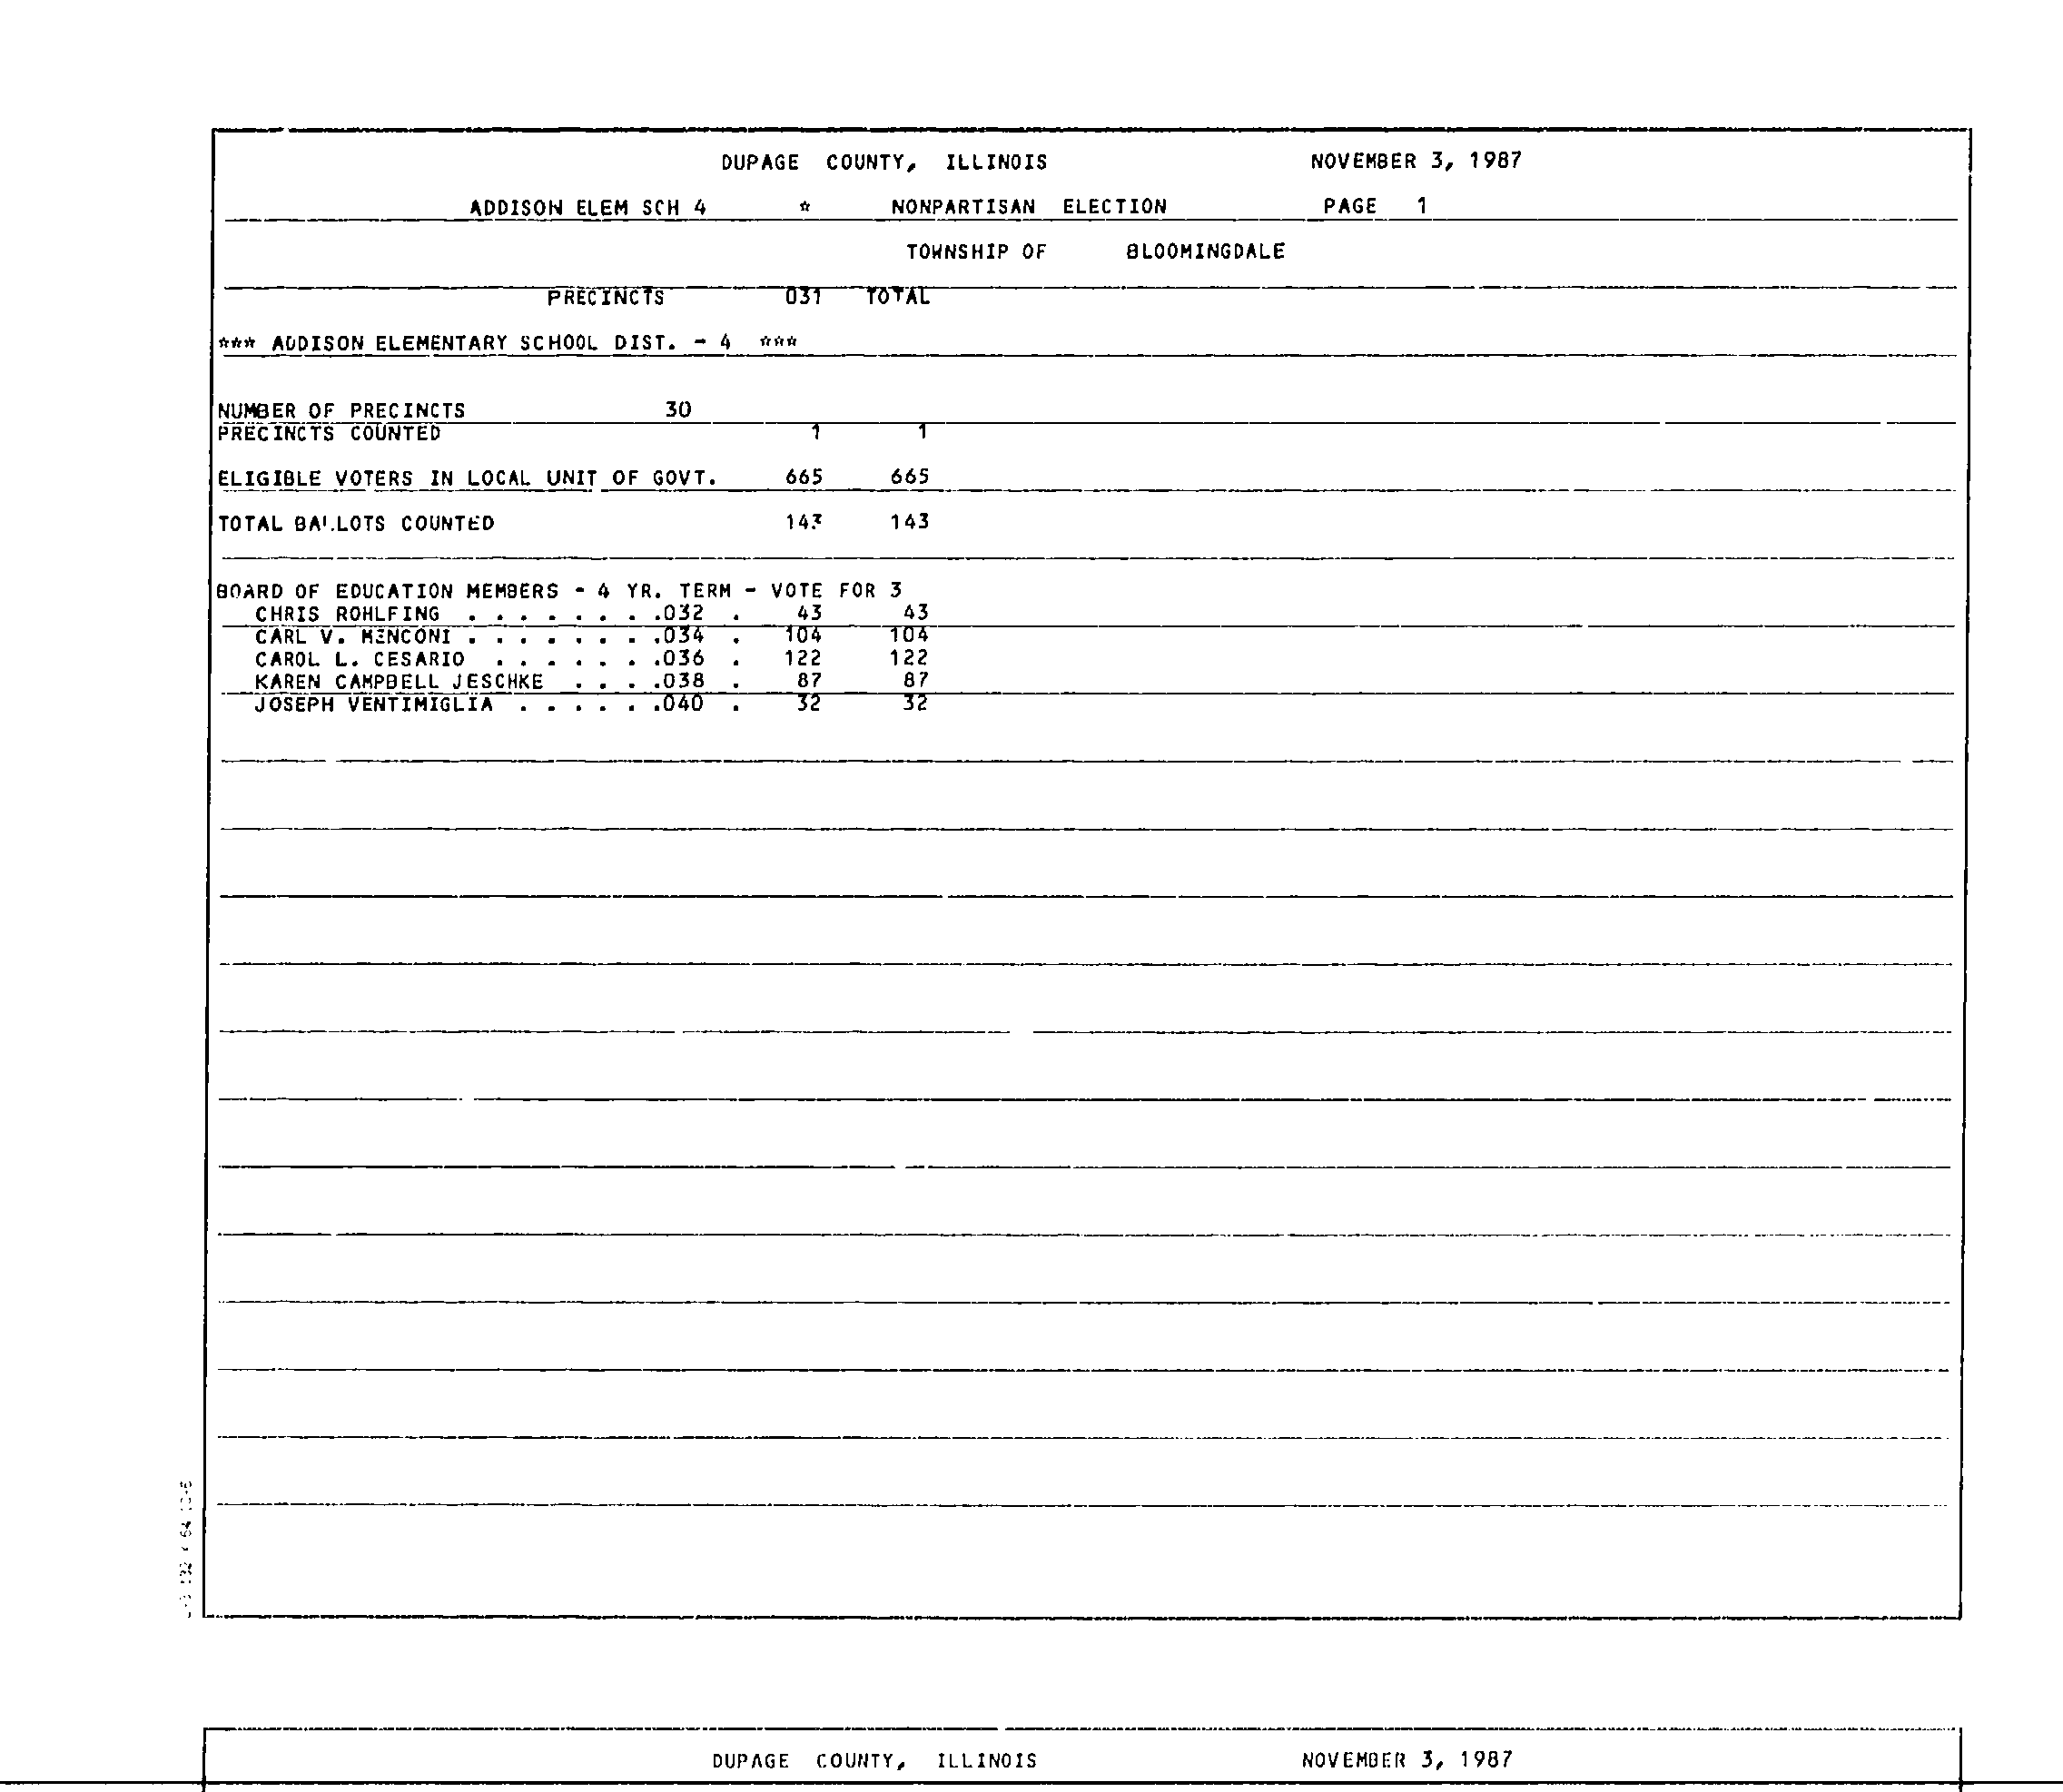 DUPAGE COUNTY, ILLINOIS NOVEMBER 3, 1987
ADDISON ELEM SCH 4 * NONPARTISAN ELECTION PAGE 1
TOWNSHIP OF BLOOMINGDALE
PRECINCTS 031 TOTAL
*** ADDISON ELEMENTARY SCHOOL DIST. - 4 ***
NUMBER OF PRECINCTS 30
PRECINCTS COUNTED 1 1
ELIGIBLE VOTERS IN LOCAL UNIT OF GOVT. 665 665
TOTAL BALLOTS COUNTED 143 143
BOARD OF EDUCATION MEMBERS - 4 YR. TERM - VOTE FOR 3
CHRIS ROHLFING . . . . . . . .032 . 43 43
CARL V. MENCONI . . . . . . . .034 . 104 104
CAROL L. CESARIO . . . . . . .036 . 122 122
KAREN CAMPBELL JESCHKE . . . .038 . 87 87
JOSEPH VENTIMIGLIA . . . . . .040 . 32 32
DUPAGE COUNTY, ILLINOIS NOVEMBER 3, 1987